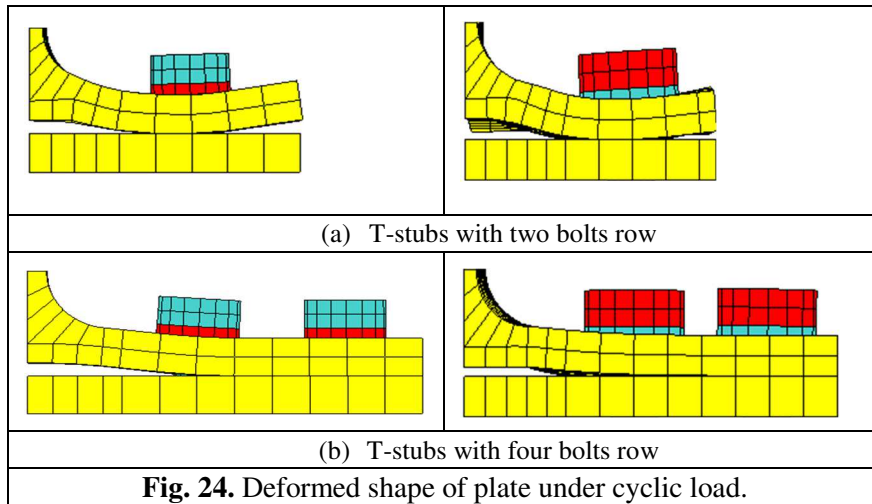 (a) T-stubs with two bolts row
(b) T-stubs with four bolts row
Fig. 24. Deformed shape of plate under cyclic load.